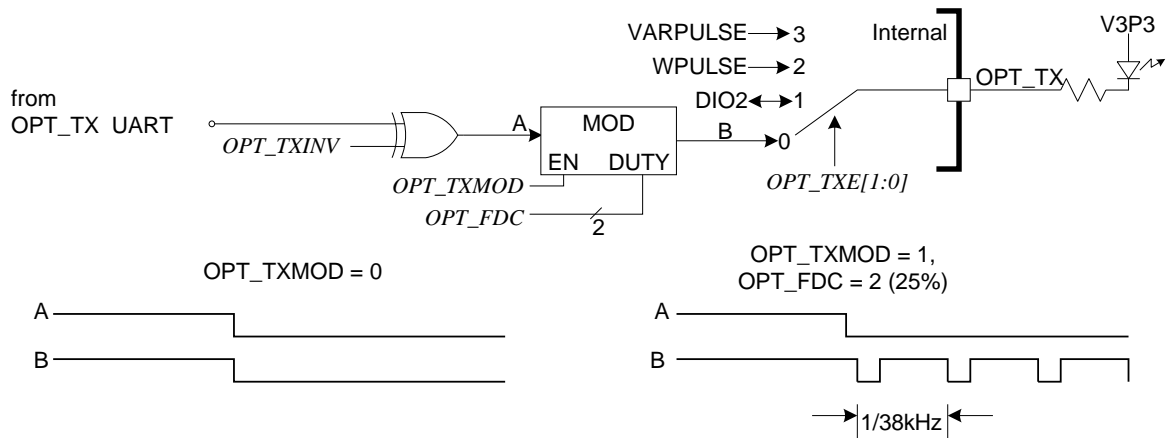 VARPULSE 3
Internal
V3P3
WPULSE 2
OPT_TX
from
OPT_TX UART
DIO2 1
A
MOD
B
0
OPT_TXINV
EN DUTY
OPT_TXMOD
OPT_TXE[1:0]
OPT_FDC
2
OPT_TXMOD = 0
OPT_TXMOD = 1,
OPT_FDC = 2 (25%)
A
B
A
B
1/38kHz